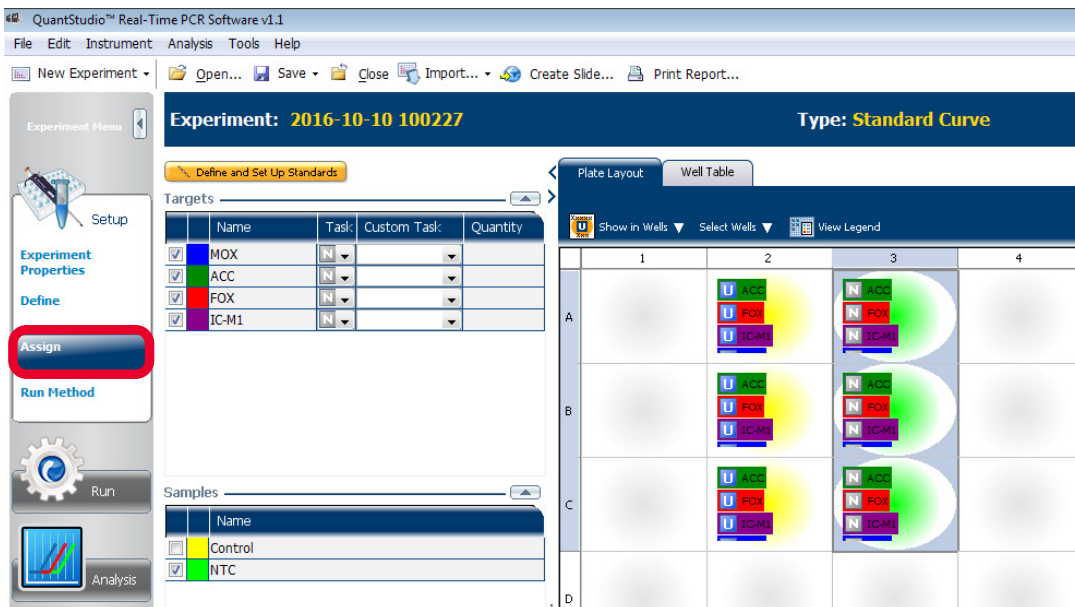 QuantStudio™ Real-Time PCR Software v1.1
File Edit Instrument Analysis Tools Help
New Experiment Open... Save Close Import... Create Slide... Print Report...
Experiment Menu
Experiment: 2016-10-10 100227 Type: Standard Curve
Setup
Experiment Properties
Define
Assign
Run Method
Run
Analysis
Define and Set Up Standards
Targets
Name Task Custom Task Quantity
MOX N
ACC N
FOX N
IC-M1 N
Samples
Name
Control
NTC
Plate Layout Well Table
Show in Wells Select Wells View Legend
1 2 3 4
A
U ACC N ACC
U FOX N FOX
U IC-M1 N IC-M1
B
U ACC N ACC
U FOX N FOX
U IC-M1 N IC-M1
C
U ACC N ACC
U FOX N FOX
U IC-M1 N IC-M1
D